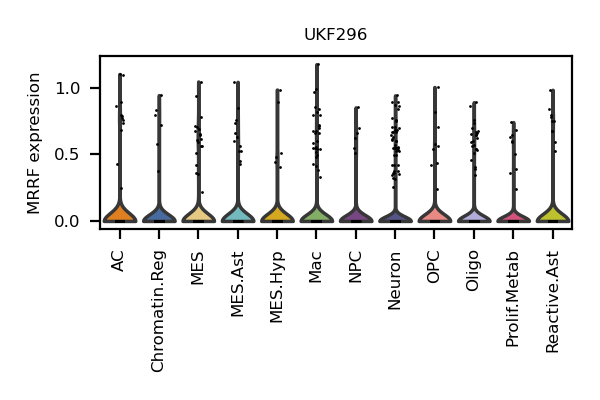 UKF296
MRRF expression
1.0
0.5
0.0
AC
Chromatin.Reg
MES
MES.Ast
MES.Hyp
Mac
NPC
Neuron
OPC
Oligo
Prolif.Metab
Reactive.Ast